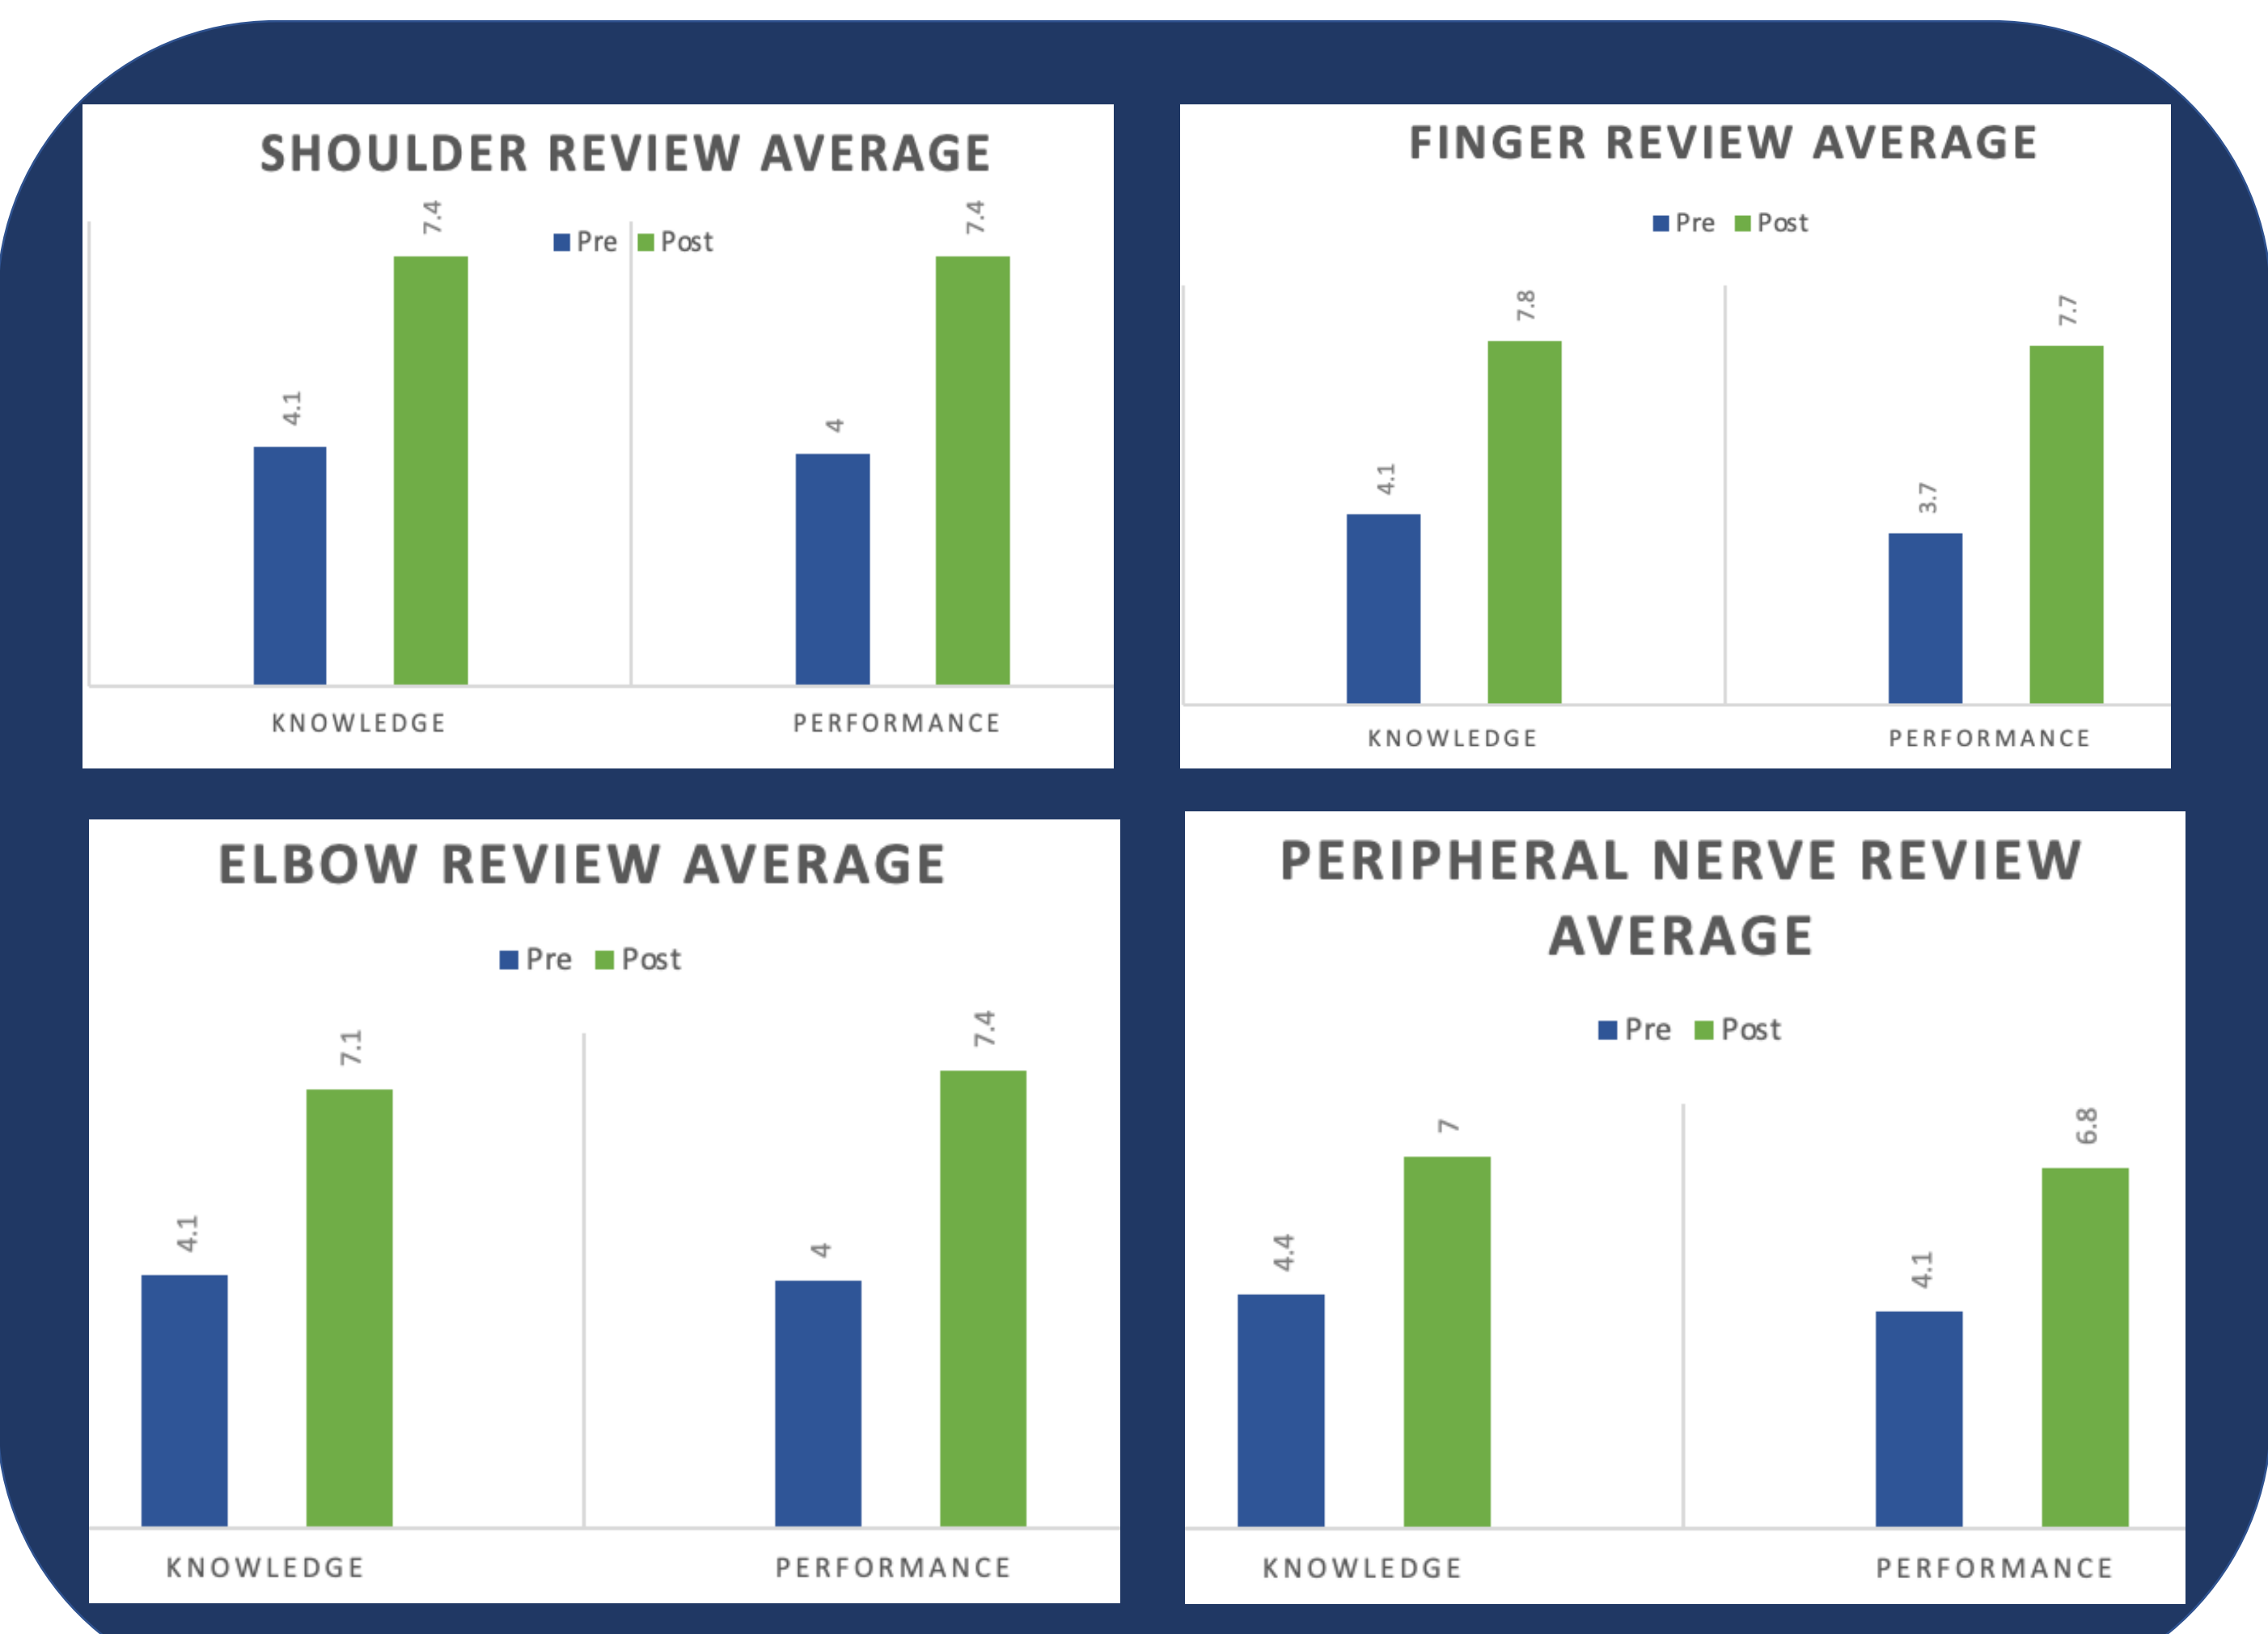 SHOULDER REVIEW AVERAGE
Pre Post
7.4
7.4
4.1
4
KNOWLEDGE PERFORMANCE
FINGER REVIEW AVERAGE
Pre Post
7.8
7.7
4.1
3.7
KNOWLEDGE PERFORMANCE
ELBOW REVIEW AVERAGE
Pre Post
7.1
7.4
4.1
4
KNOWLEDGE PERFORMANCE
PERIPHERAL NERVE REVIEW
AVERAGE
Pre Post
7
6.8
4.4
4.1
KNOWLEDGE PERFORMANCE